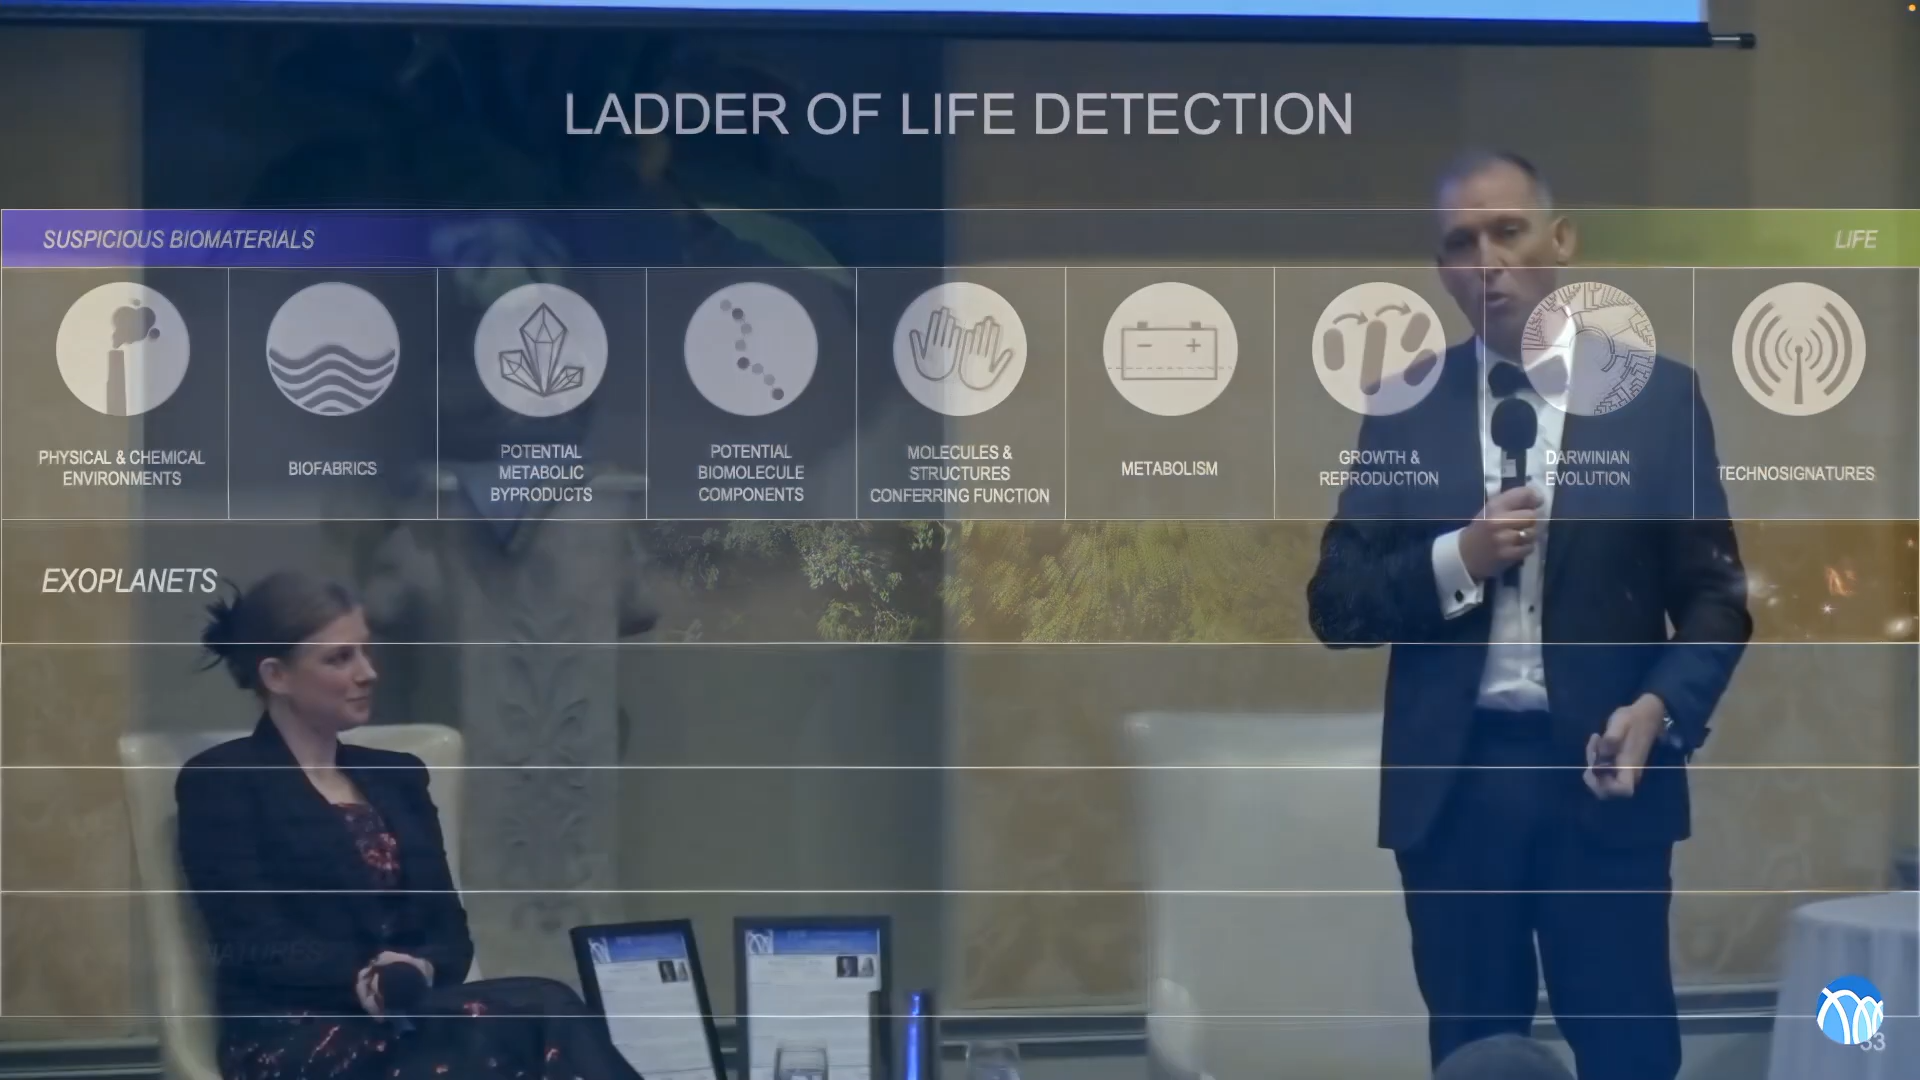 LADDER OF LIFE DETECTION
SUSPICIOUS BIOMATERIALS
LIFE
PHYSICAL & CHEMICAL
ENVIRONMENTS
BIOFABRICS
POTENTIAL
METABOLIC
BYPRODUCTS
POTENTIAL
BIOMOLECULE
COMPONENTS
MOLECULES &
STRUCTURES
CONFERRING FUNCTION
METABOLISM
GROWTH &
REPRODUCTION
DARWINIAN
EVOLUTION
TECHNOSIGNATURES
EXOPLANETS